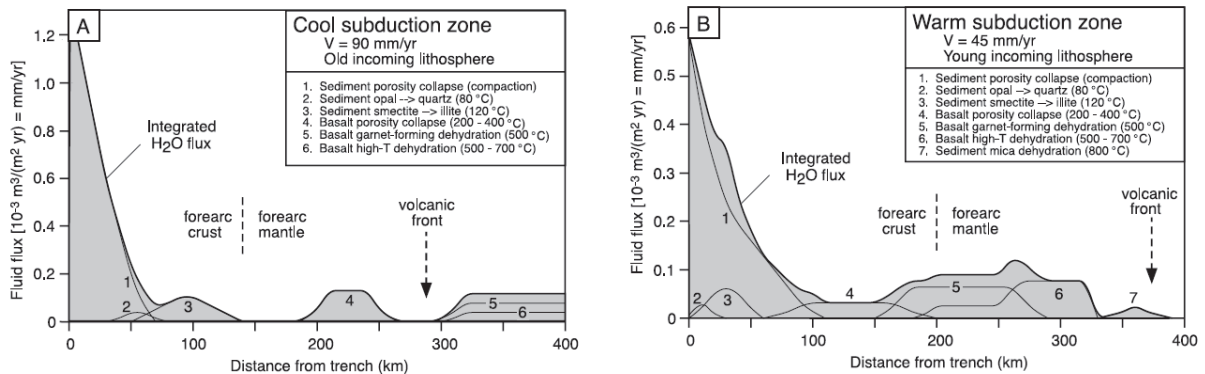 A
Cool subduction zone
V = 90 mm/yr
Old incoming lithosphere
1. Sediment porosity collapse (compaction)
2. Sediment opal --> quartz (80 °C)
3. Sediment smectite --> illite (120 °C)
4. Basalt porosity collapse (200 - 400 °C)
5. Basalt garnet-forming dehydration (500 °C)
6. Basalt high-T dehydration (500 - 700 °C)
Fluid flux [10-3 m3/(m2 yr) = mm/yr]
1.2
1.0
0.8
0.6
0.4
0.2
0
Integrated
H2O flux
forearc
crust
forearc
mantle
volcanic
front
1
2
3
4
5
6
0
100
200
300
400
Distance from trench (km)
B
Warm subduction zone
V = 45 mm/yr
Young incoming lithosphere
1. Sediment porosity collapse (compaction)
2. Sediment opal --> quartz (80 °C)
3. Sediment smectite --> illite (120 °C)
4. Basalt porosity collapse (200 - 400 °C)
5. Basalt garnet-forming dehydration (500 °C)
6. Basalt high-T dehydration (500 - 700 °C)
7, Sediment mica dehydration (800 °C)
Fluid flux [10-3 m3/(m2 yr) = mm/yr]
0.6
0.5
0.4
0.3
0.2
0.1
0
Integrated
H2O flux
forearc
crust
forearc
mantle
volcanic
front
1
2
3
4
5
6
7
0
100
200
300
400
Distance from trench (km)